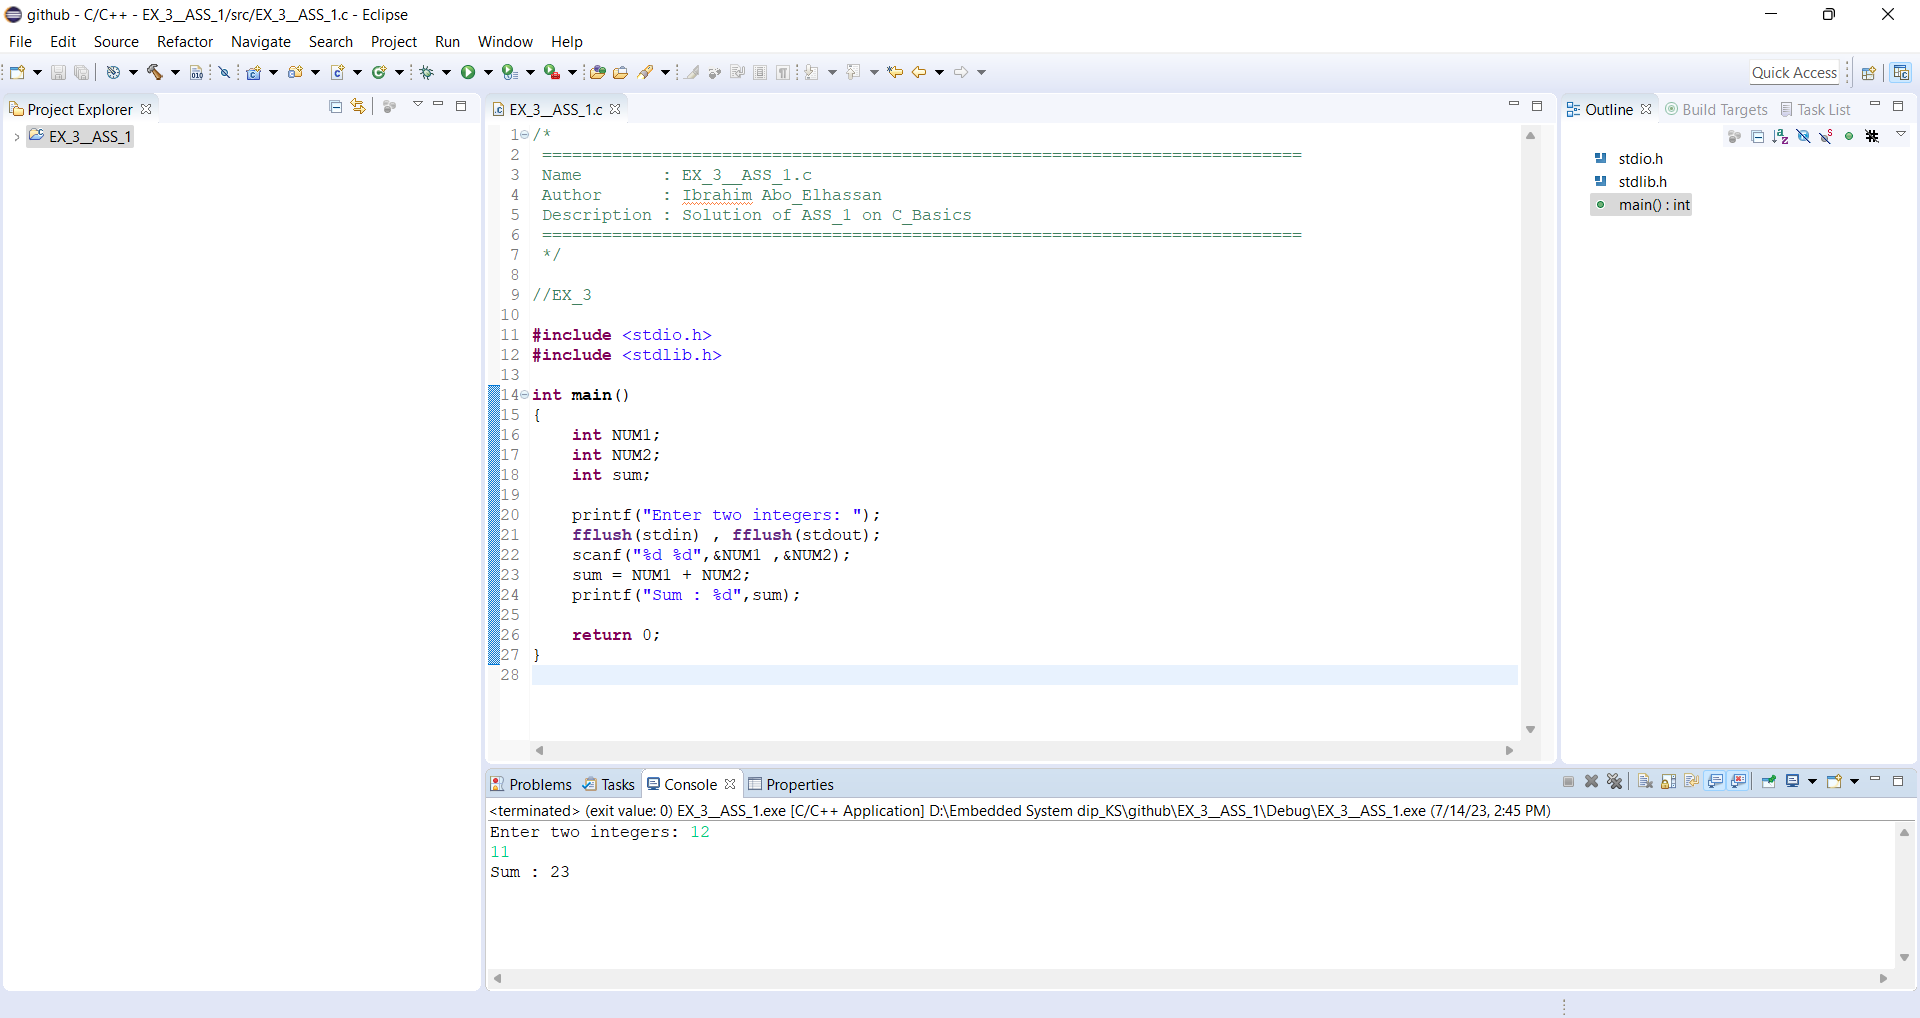 github - C/C++ - EX_3__ASS_1/src/EX_3__ASS_1.c - Eclipse
File Edit Source Refactor Navigate Search Project Run Window Help
Quick Access
Project Explorer
EX_3__ASS_1
EX_3__ASS_1.c
1 /*
2 ============================================================================
3 Name        : EX_3__ASS_1.c
4 Author      : Ibrahim Abo_Elhassan
5 Description : Solution of ASS_1 on C_Basics
6 ============================================================================
7 */
8
9 //EX_3
10
11 #include <stdio.h>
12 #include <stdlib.h>
13
14 int main()
15 {
16     int NUM1;
17     int NUM2;
18     int sum;
19
20     printf("Enter two integers: ");
21     fflush(stdin) , fflush(stdout);
22     scanf("%d %d",&NUM1 ,&NUM2);
23     sum = NUM1 + NUM2;
24     printf("Sum : %d",sum);
25
26     return 0;
27 }
28
Outline Build Targets Task List
stdio.h
stdlib.h
main() : int
Problems Tasks Console Properties
<terminated> (exit value: 0) EX_3__ASS_1.exe [C/C++ Application] D:\Embedded System dip_KS\github\EX_3__ASS_1\Debug\EX_3__ASS_1.exe (7/14/23, 2:45 PM)
Enter two integers: 12
11
Sum : 23